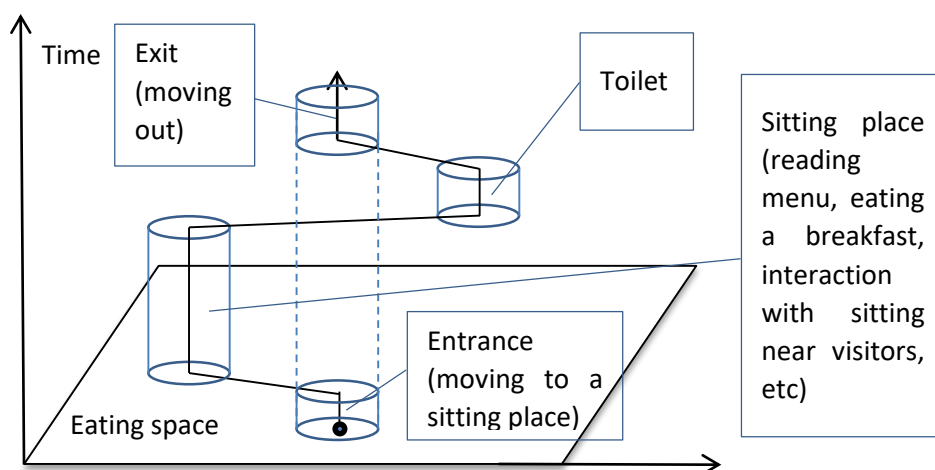 Time
Exit
(moving
out)
Toilet
Sitting place
(reading
menu, eating
a breakfast,
interaction
with sitting
near visitors,
etc)
Entrance
(moving to a
sitting place)
Eating space